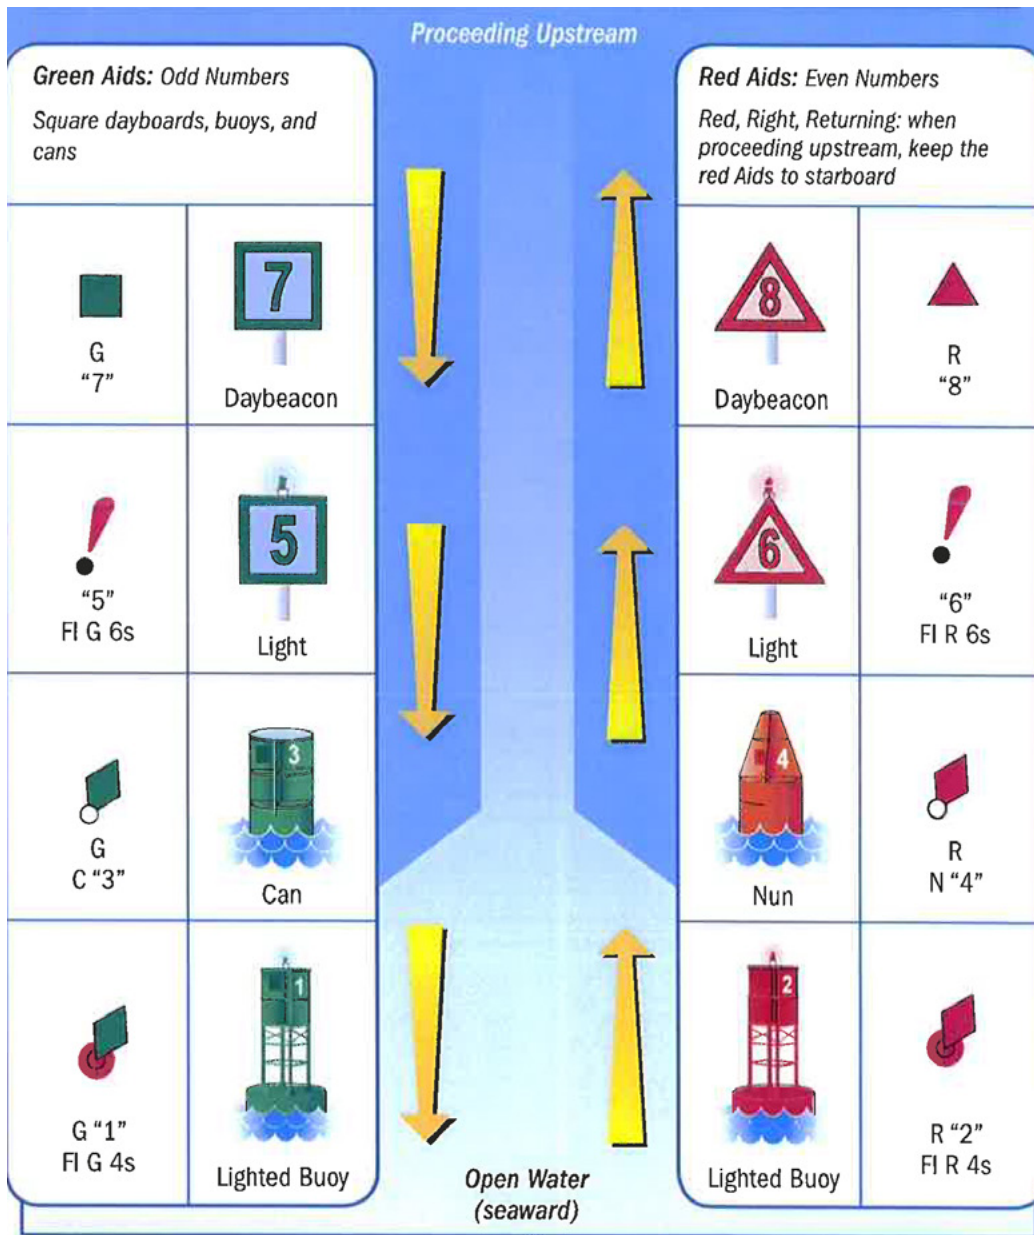 Proceeding Upstream
Green Aids: Odd Numbers
Square dayboards, buoys, and
cans
Red Aids: Even Numbers
Red, Right, Returning: when
proceeding upstream, keep the
red Aids to starboard
G
"7"
7
Daybeacon
8
Daybeacon
R
"8"
"5"
Fl G 6s
5
Light
6
Light
"6"
Fl R 6s
G
C "3"
3
Can
4
Nun
R
N "4"
G "1"
Fl G 4s
1
Lighted Buoy
Open Water
(seaward)
2
Lighted Buoy
R "2"
Fl R 4s